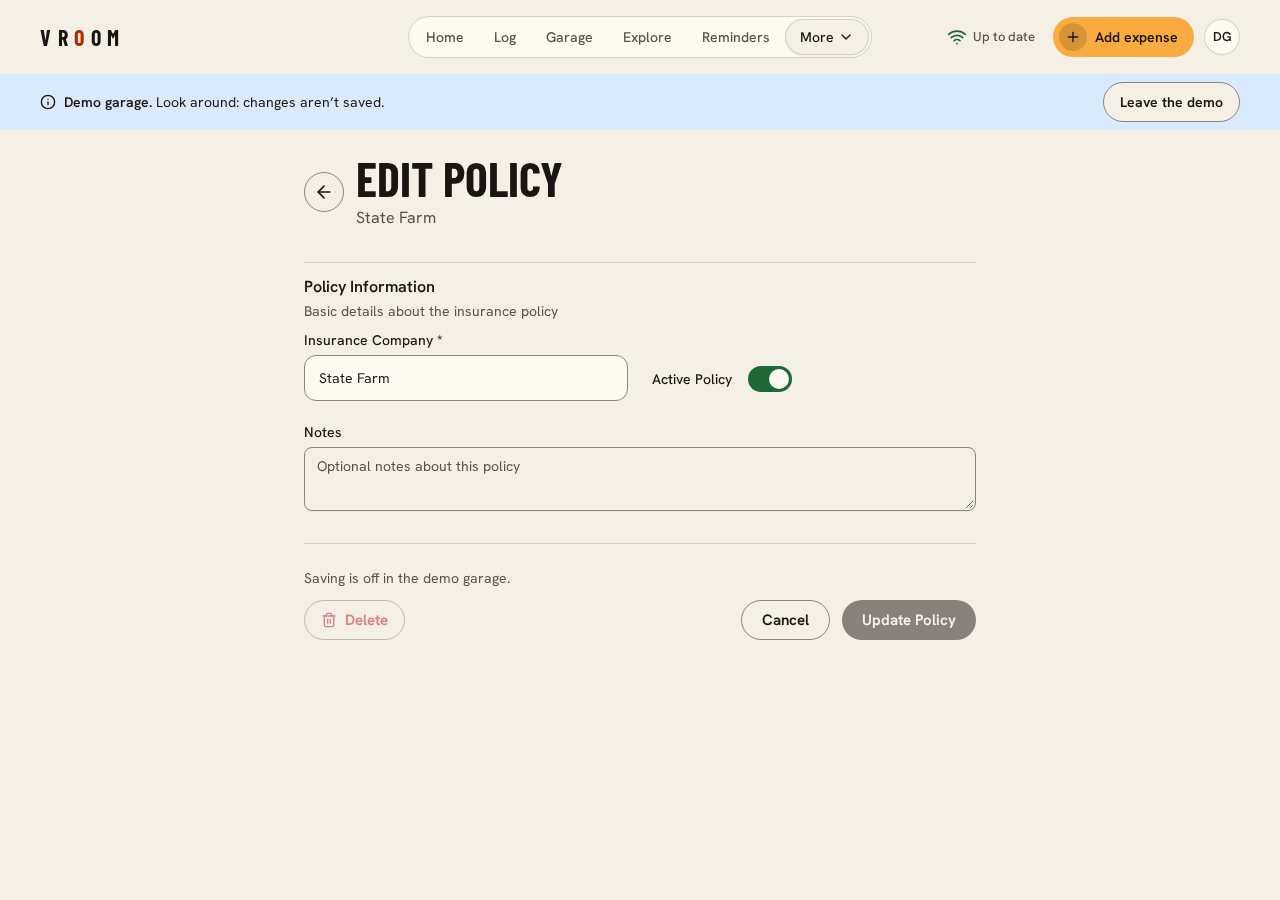 VROOM
Home Log Garage Explore Reminders More
Up to date
Add expense
DG
Demo garage. Look around: changes aren’t saved.
Leave the demo
EDIT POLICY
State Farm
Policy Information
Basic details about the insurance policy
Insurance Company *
State Farm
Active Policy
Notes
Optional notes about this policy
Saving is off in the demo garage.
Delete
Cancel
Update Policy